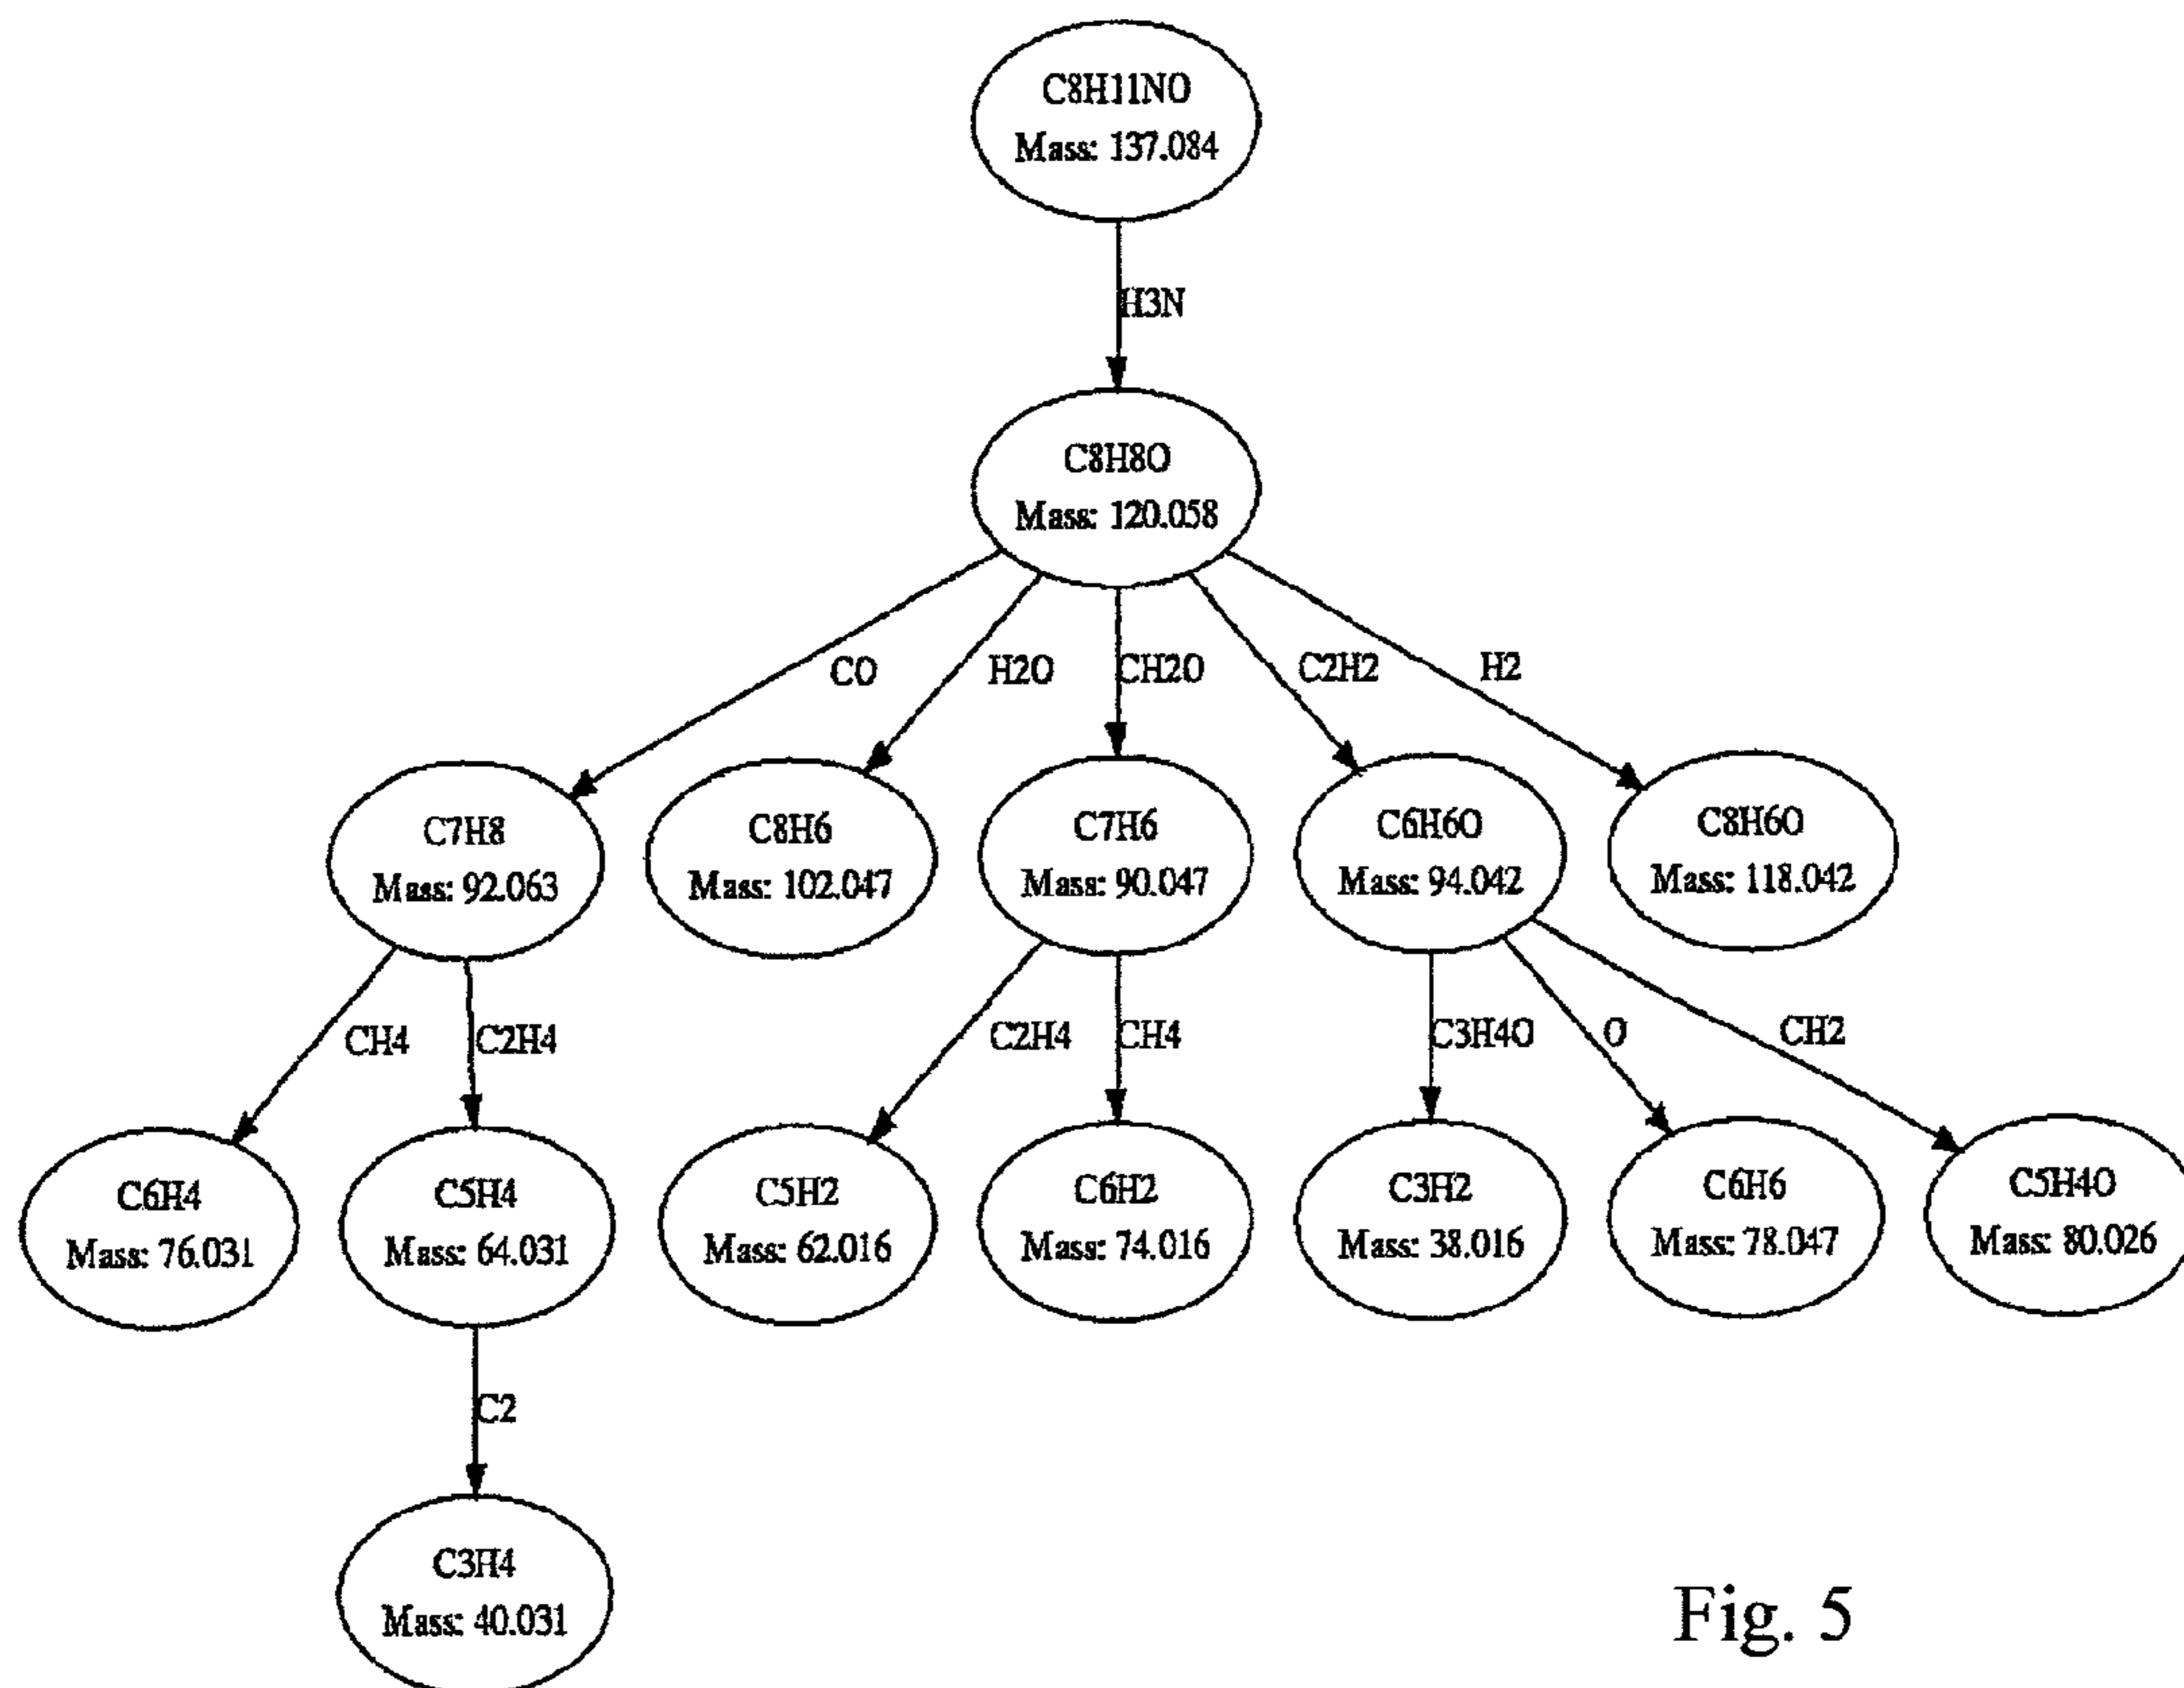 C8H11NO
Mass: 137.084
H3N
C8H8O
Mass: 120.058
CO
H2O
CH2O
C2H2
H2
C7H8
Mass: 92.063
C8H6
Mass: 102.047
C7H6
Mass: 90.047
C6H6O
Mass: 94.042
C8H6O
Mass: 118.042
CH4
C2H4
C2H4
CH4
C3H4O
O
CH2
C6H4
Mass: 76.031
C5H4
Mass: 64.031
C5H2
Mass: 62.016
C6H2
Mass: 74.016
C3H2
Mass: 38.016
C6H6
Mass: 78.047
C5H4O
Mass: 80.026
C2
C3H4
Mass: 40.031
Fig. 5